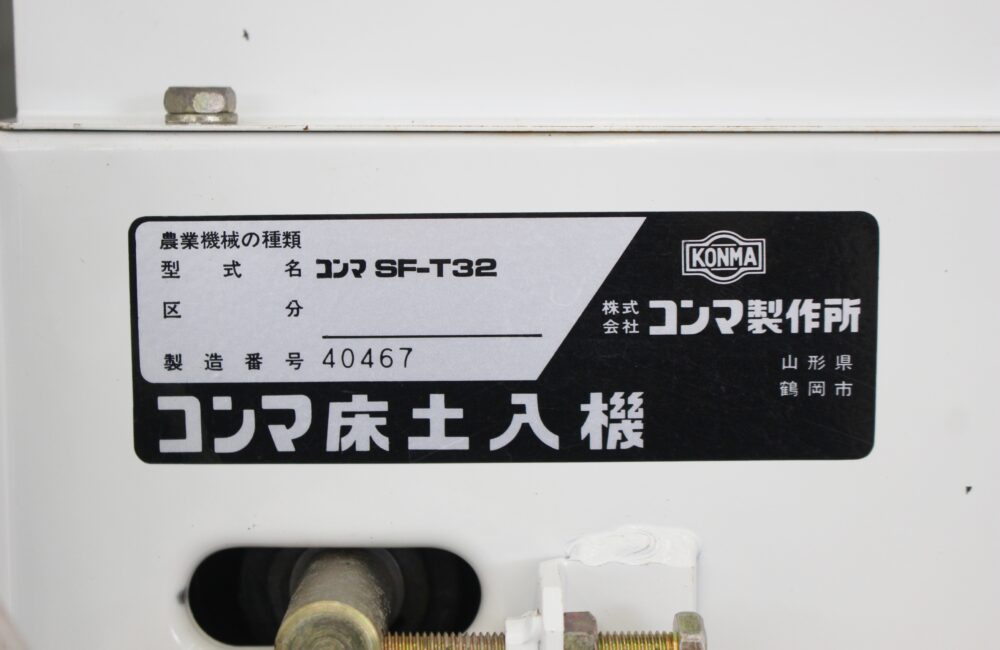 農業機械の種類
型式名 コンマ SF-T32
区分
製造番号 40467
KONMA
株式会社 コンマ製作所
山形県
鶴岡市
コンマ床土入機